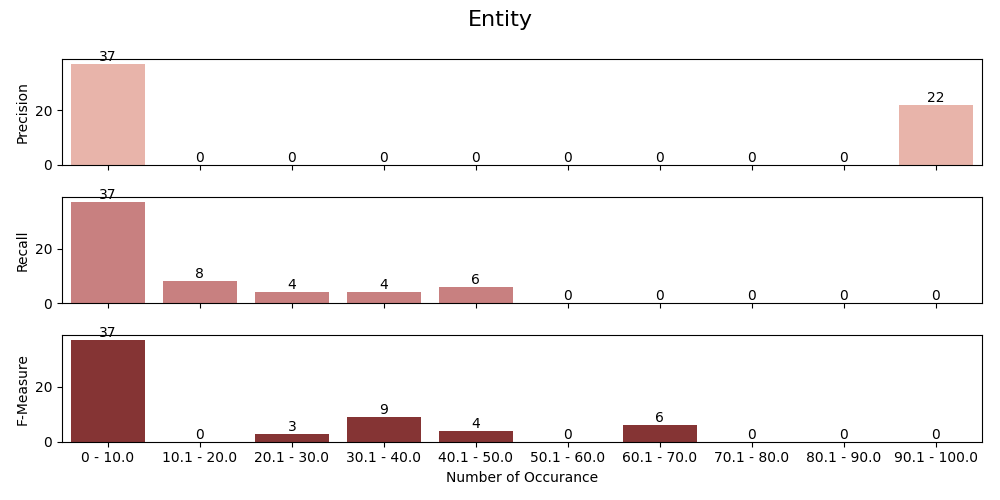 Entity
Precision
20
0
37 0 0 0 0 0 0 0 0 22
Recall
20
0
37 8 4 4 6 0 0 0 0 0
F-Measure
20
0
37 0 3 9 4 0 6 0 0 0
0 - 10.0 10.1 - 20.0 20.1 - 30.0 30.1 - 40.0 40.1 - 50.0 50.1 - 60.0 60.1 - 70.0 70.1 - 80.0 80.1 - 90.0 90.1 - 100.0
Number of Occurance